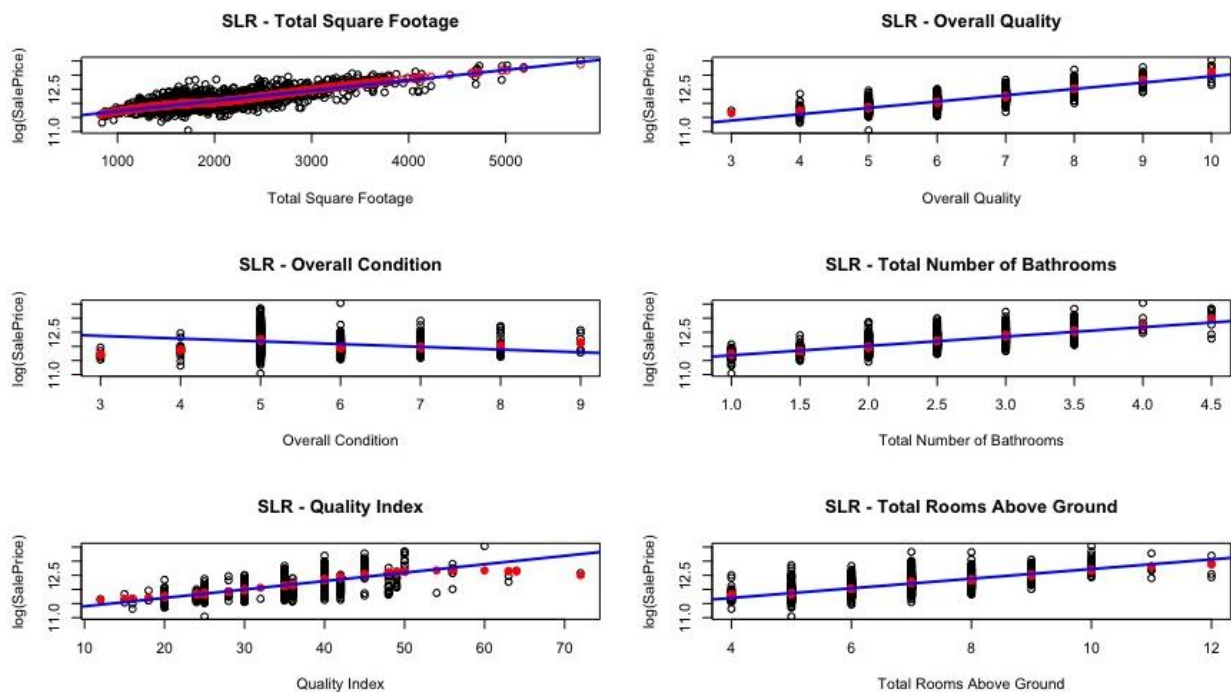 SLR - Total Square Footage
log(SalePrice)
11.0 12.5
1000 2000 3000 4000 5000
Total Square Footage
SLR - Overall Quality
log(SalePrice)
11.0 12.5
3 4 5 6 7 8 9 10
Overall Quality
SLR - Overall Condition
log(SalePrice)
11.0 12.5
3 4 5 6 7 8 9
Overall Condition
SLR - Total Number of Bathrooms
log(SalePrice)
11.0 12.5
1.0 1.5 2.0 2.5 3.0 3.5 4.0 4.5
Total Number of Bathrooms
SLR - Quality Index
log(SalePrice)
11.0 12.5
10 20 30 40 50 60 70
Quality Index
SLR - Total Rooms Above Ground
log(SalePrice)
11.0 12.5
4 6 8 10 12
Total Rooms Above Ground